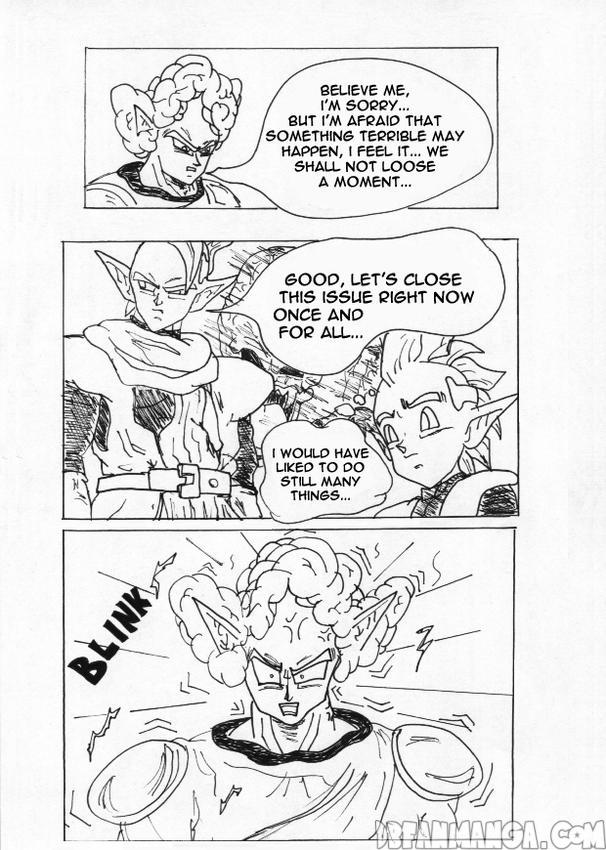 BELIEVE ME,
I'M SORRY...
BUT I'M AFRAID THAT
SOMETHING TERRIBLE MAY
HAPPEN, I FEEL IT... WE
SHALL NOT LOOSE
A MOMENT...
GOOD, LET'S CLOSE
THIS ISSUE RIGHT NOW
ONCE AND
FOR ALL...
I WOULD HAVE
LIKED TO DO
STILL MANY
THINGS...
BLINK
DBFANMANGA.COM